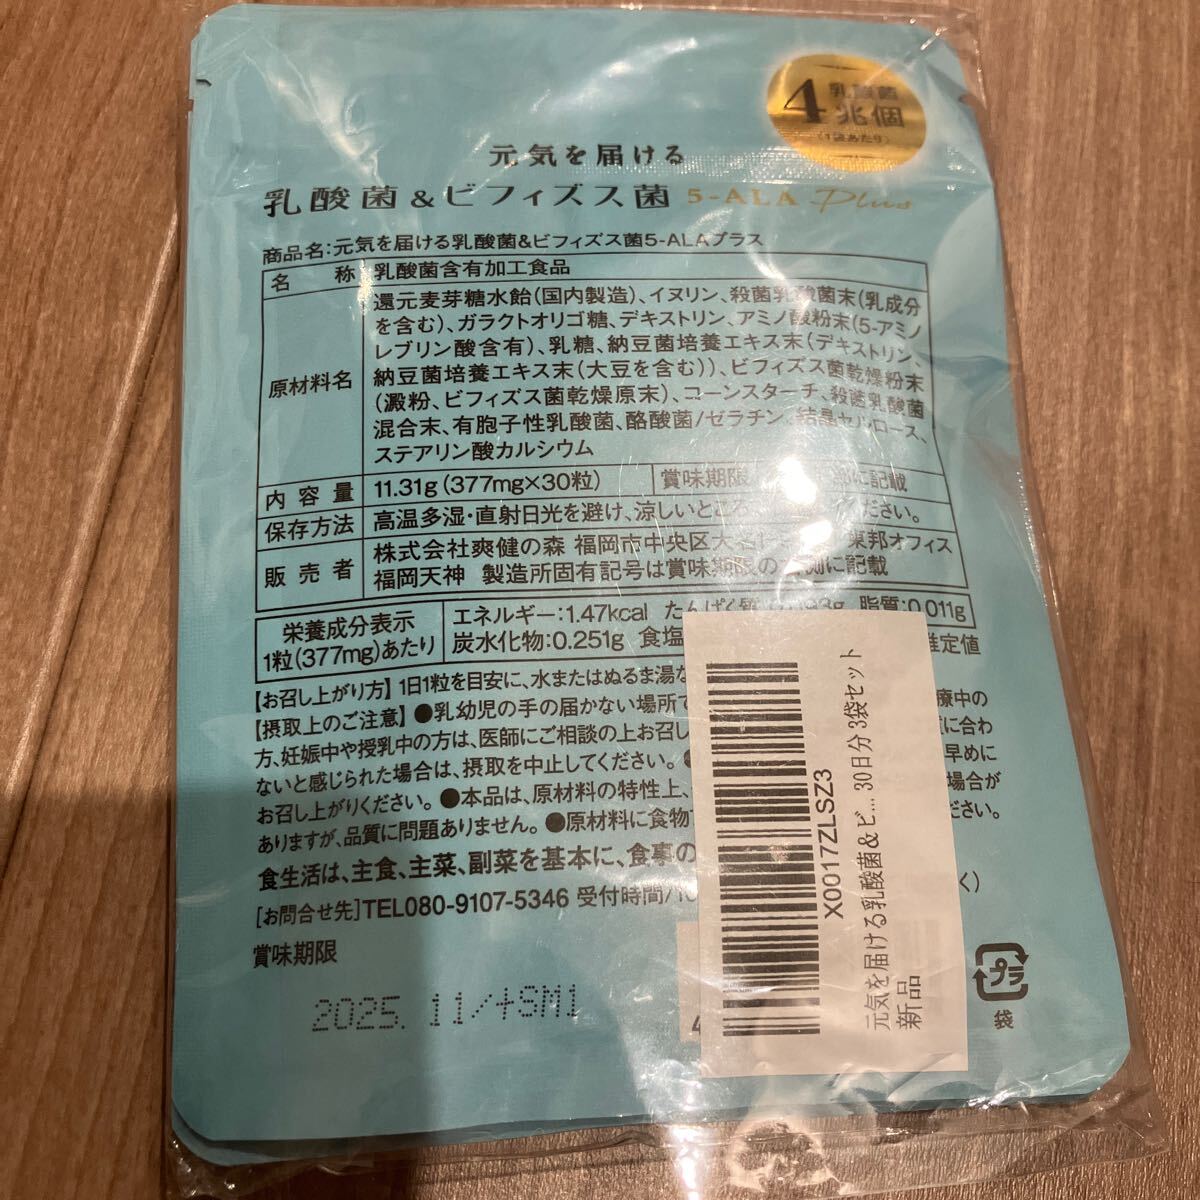 乳酸菌
4兆個
(1袋あたり)
元気を届ける
乳酸菌&ビフィズス菌 5-ALA Plus
商品名:元気を届ける乳酸菌&ビフィズス菌5-ALAプラス
名称 乳酸菌含有加工食品
原材料名
還元麦芽糖水飴(国内製造)、イヌリン、殺菌乳酸菌末(乳成分
を含む)、ガラクトオリゴ糖、デキストリン、アミノ酸粉末(5-アミノ
レブリン酸含有)、乳糖、納豆菌培養エキス末(デキストリン、
納豆菌培養エキス末(大豆を含む))、ビフィズス菌乾燥粉末
(澱粉、ビフィズス菌乾燥原末)、コーンスターチ、殺菌乳酸菌
混合末、有胞子性乳酸菌、酪酸菌/ゼラチン、結晶セルロース、
ステアリン酸カルシウム
内容量 11.31g(377mg×30粒) 賞味期限 に記載
保存方法 高温多湿・直射日光を避け、涼しいところ ください。
販売者 株式会社爽健の森 福岡市中央区大名 東邦オフィス
福岡天神 製造所固有記号は賞味期限の 側に記載
栄養成分表示
1粒(377mg)あたり
エネルギー:1.47kcal たんぱく質 93g 脂質:0.011g
炭水化物:0.251g 食塩 推定値
【お召し上がり方】1日1粒を目安に、水またはぬるま湯な
【摂取上のご注意】●乳幼児の手の届かない場所で 療中の
方、妊娠中や授乳中の方は、医師にご相談の上お召し に合わ
ないと感じられた場合は、摂取を中止してください。● 早めに
お召し上がりください。●本品は、原材料の特性上、 場合が
ありますが、品質に問題ありません。●原材料に食物 ださい。
食生活は、主食、主菜、副菜を基本に、食事の
[お問合せ先]TEL080-9107-5346 受付時間/10 く)
賞味期限
2025.11/+SM1
X0017ZLSZ3
元気を届ける乳酸菌&ビ... 30日分 3袋セット
新品
プラ
袋